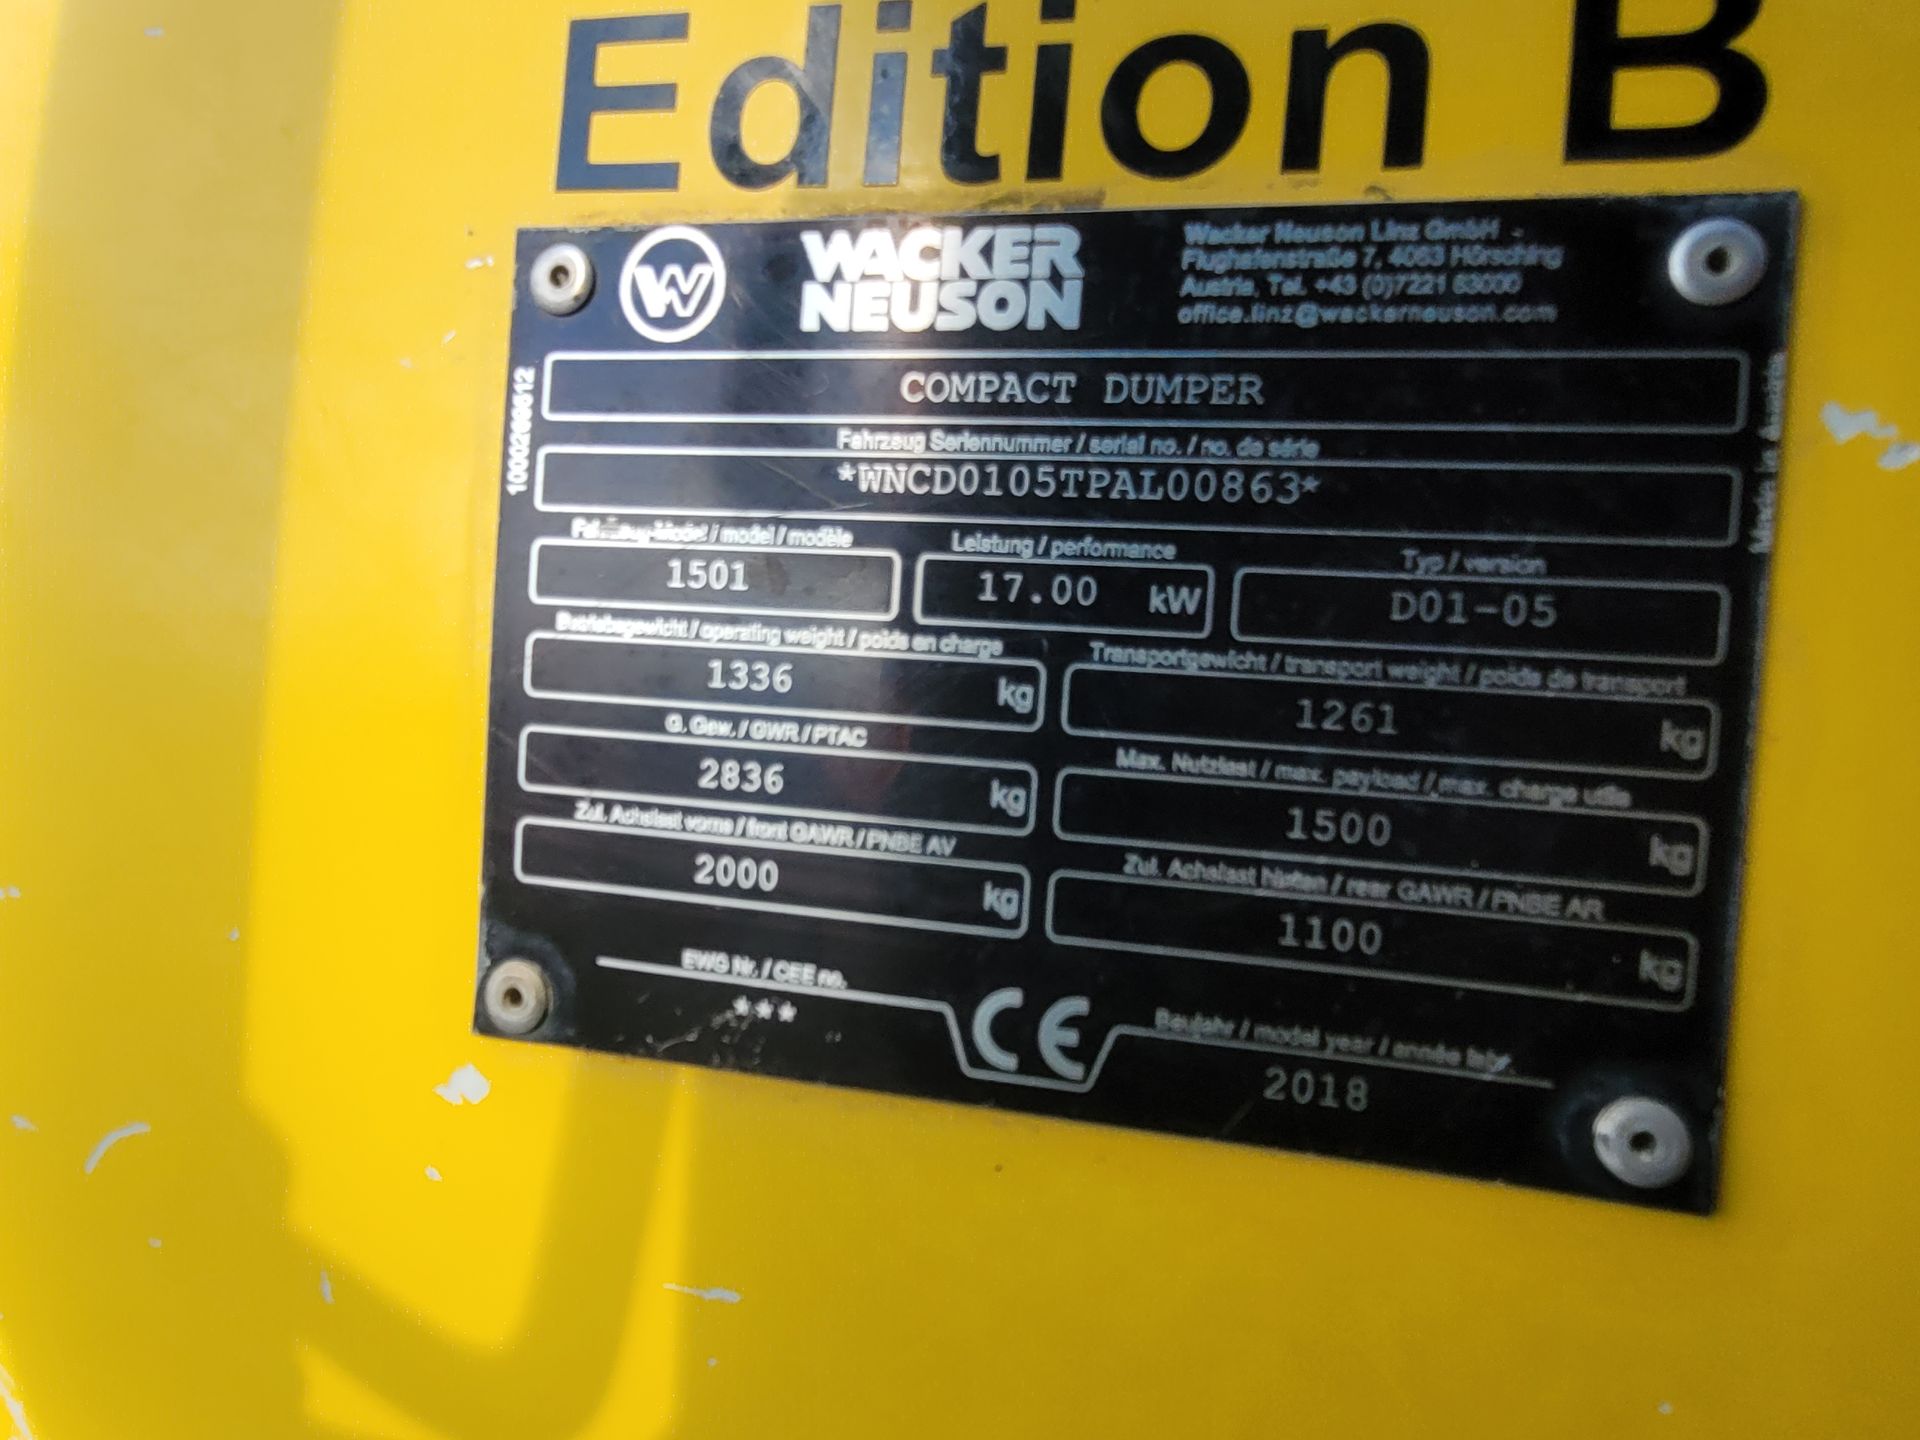 Edition B
WACKER
NEUSON
Wacker Neuson Linz GmbH
Flughafenstraße 7, 4063 Hörsching
Austria, Tel. +43 (0)7221 63000
office.linz@wackerneuson.com
COMPACT DUMPER
Fahrzeug Seriennummer / serial no. / no. de série
*WNCD0105TPAL00863*
Fahrzeug-Model / model / modèle
1501
Leistung / performance
17.00 kW
Typ / version
D01-05
Betriebsgewicht / operating weight / poids en charge
1336 kg
Transportgewicht / transport weight / poids de transport
1261 kg
G. Gew. / GWR / PTAC
2836 kg
Max. Nutzlast / max. payload / max. charge utile
1500 kg
Zul. Achslast vorne / front GAWR / PNBE AV
2000 kg
Zul. Achslast hinten / rear GAWR / PNBE AR
1100 kg
EWG Nr. / CEE no.
***
CE
Baujahr / model year / année
2018
Made in Austria